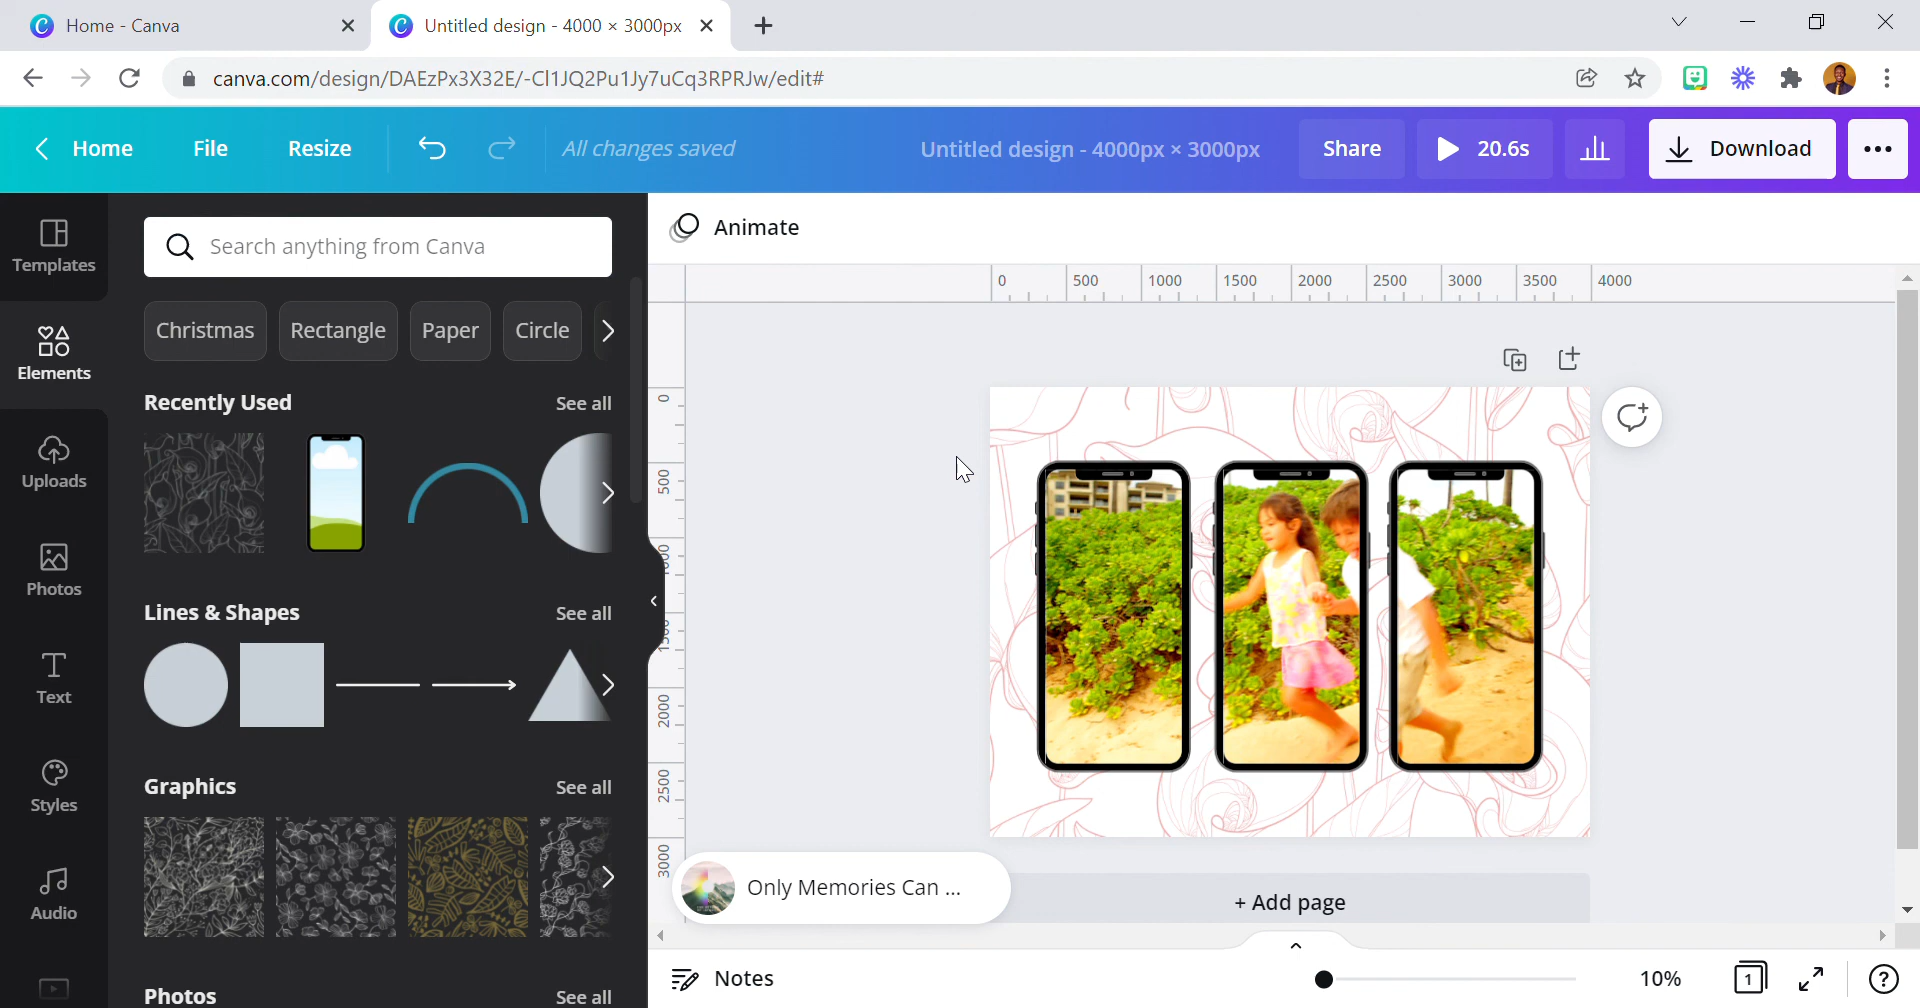 Home - Canva
Untitled design - 4000 × 3000px
canva.com/design/DAEzPx3X32E/-Cl1JQ2Pu1Jy7uCq3RPRJw/edit#
Home
File
Resize
All changes saved
Untitled design - 4000px × 3000px
Share
20.6s
Download
Templates
Elements
Uploads
Photos
Text
Styles
Audio
Search anything from Canva
Christmas
Rectangle
Paper
Circle
Recently Used
See all
Lines & Shapes
See all
Graphics
See all
Photos
See all
Animate
0 500 1000 1500 2000 2500 3000 3500 4000
0
500
1000
1500
2000
2500
3000
Only Memories Can ...
+ Add page
Notes
10%
1